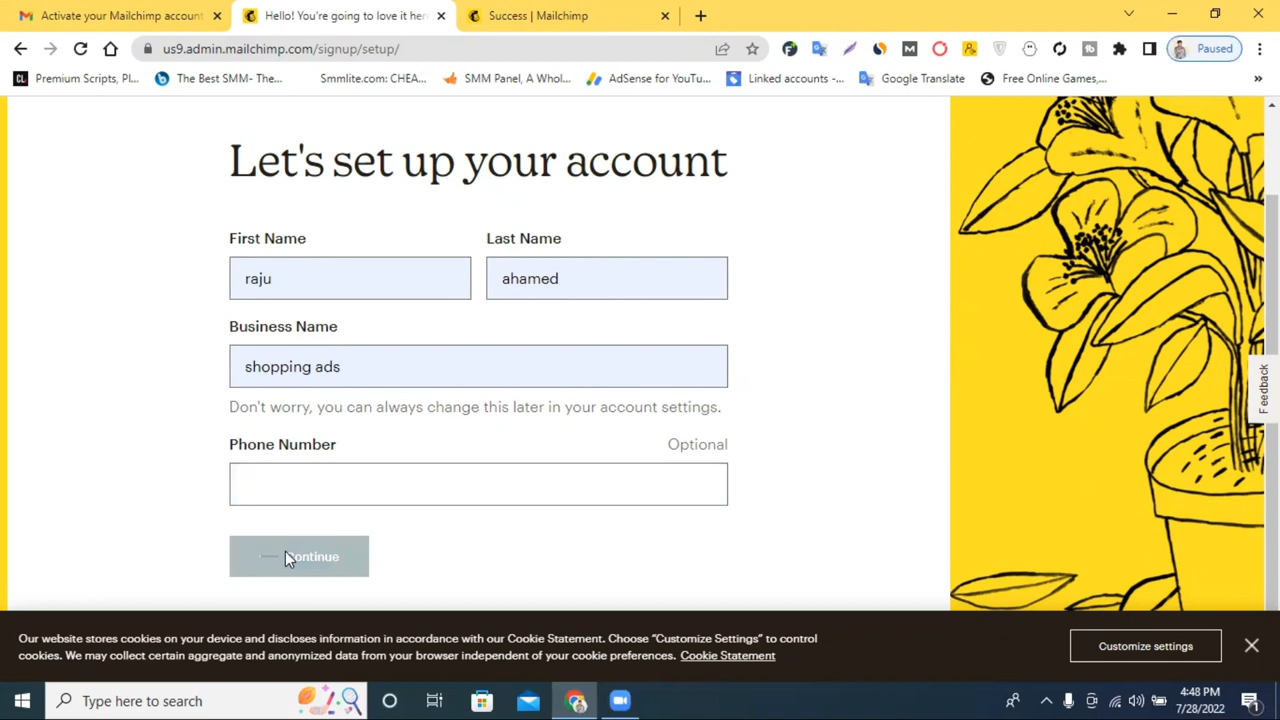 Activate your Mailchimp account
Hello! You're going to love it here
Success | Mailchimp
us9.admin.mailchimp.com/signup/setup/
Paused
CL Premium Scripts, Pl...
b The Best SMM- The...
Smmlite.com: CHEA...
SMM Panel, A Whol...
AdSense for YouTu...
Linked accounts -...
Google Translate
Free Online Games,...
»
Let's set up your account
First Name
Last Name
raju
ahamed
Business Name
shopping ads
Don't worry, you can always change this later in your account settings.
Phone Number
Optional
Continue
Feedback
Our website stores cookies on your device and discloses information in accordance with our Cookie Statement. Choose “Customize Settings” to control
cookies. We may collect certain aggregate and anonymized data from your browser independent of your cookie preferences. Cookie Statement
Customize settings
Type here to search
4:48 PM
7/28/2022
1